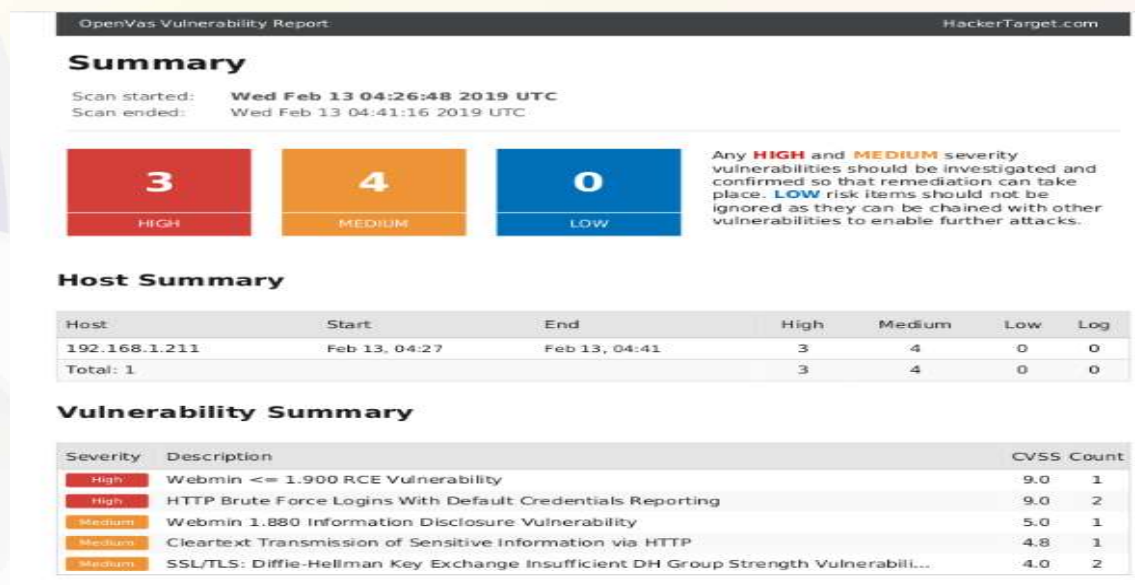 OpenVas Vulnerability Report HackerTarget.com
Summary
Scan started: Wed Feb 13 04:26:48 2019 UTC
Scan ended: Wed Feb 13 04:41:16 2019 UTC
3 HIGH
4 MEDIUM
0 LOW
Any HIGH and MEDIUM severity
vulnerabilities should be investigated and
confirmed so that remediation can take
place. LOW risk items should not be
ignored as they can be chained with other
vulnerabilities to enable further attacks.
Host Summary
Host Start End High Medium Low Log
192.168.1.211 Feb 13, 04:27 Feb 13, 04:41 3 4 0 0
Total: 1 3 4 0 0
Vulnerability Summary
Severity Description CVSS Count
High Webmin <= 1.900 RCE Vulnerability 9.0 1
High HTTP Brute Force Logins With Default Credentials Reporting 9.0 2
Medium Webmin 1.880 Information Disclosure Vulnerability 5.0 1
Medium Cleartext Transmission of Sensitive Information via HTTP 4.8 1
Medium SSL/TLS: Diffie-Hellman Key Exchange Insufficient DH Group Strength Vulnerabili... 4.0 2